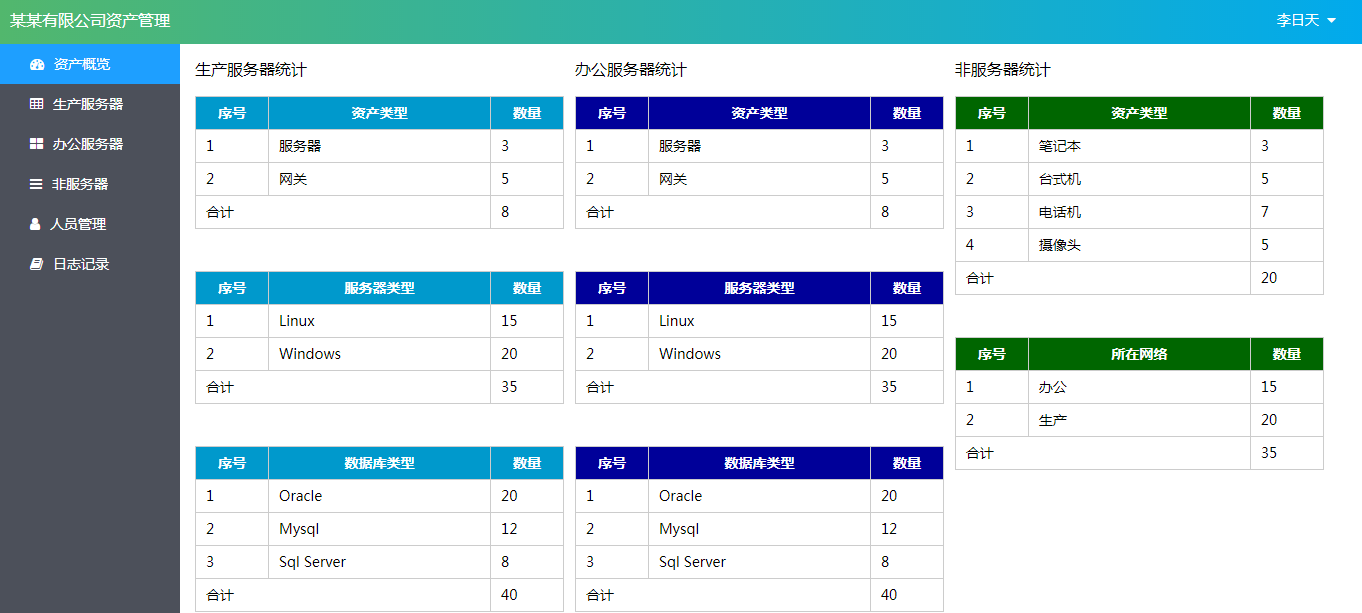 某某有限公司资产管理
李日天
资产概览
生产服务器
办公服务器
非服务器
人员管理
日志记录
生产服务器统计
序号 资产类型 数量
1 服务器 3
2 网关 5
合计 8
序号 服务器类型 数量
1 Linux 15
2 Windows 20
合计 35
序号 数据库类型 数量
1 Oracle 20
2 Mysql 12
3 Sql Server 8
合计 40
办公服务器统计
序号 资产类型 数量
1 服务器 3
2 网关 5
合计 8
序号 服务器类型 数量
1 Linux 15
2 Windows 20
合计 35
序号 数据库类型 数量
1 Oracle 20
2 Mysql 12
3 Sql Server 8
合计 40
非服务器统计
序号 资产类型 数量
1 笔记本 3
2 台式机 5
3 电话机 7
4 摄像头 5
合计 20
序号 所在网络 数量
1 办公 15
2 生产 20
合计 35